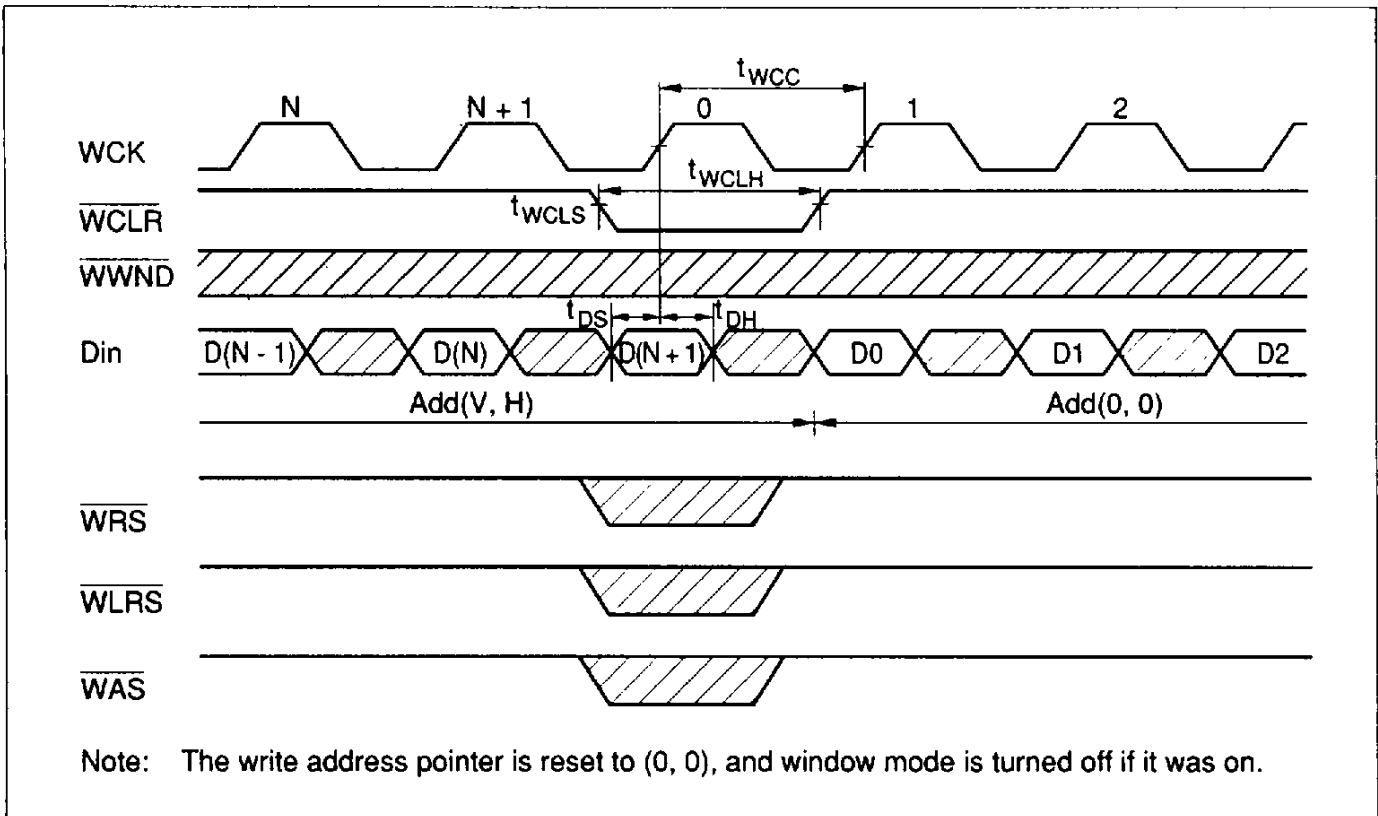 t WCC
N N + 1 0 1 2
WCK
t WCLH
t WCLS
WCLR
WWND
t DS t DH
Din D(N - 1) D(N) D(N + 1) D0 D1 D2
Add(V, H) Add(0, 0)
WRS
WLRS
WAS
Note: The write address pointer is reset to (0, 0), and window mode is turned off if it was on.